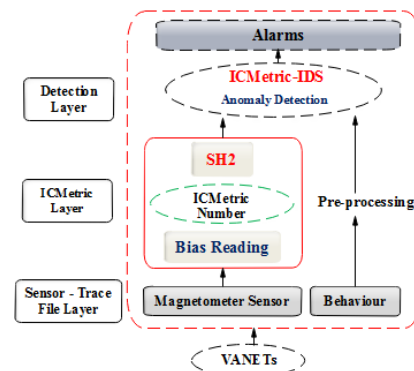 Alarms
Detection
Layer
ICMetric-IDS
Anomaly Detection
SH2
ICMetric
Layer
ICMetric
Number
Pre-processing
Bias Reading
Sensor - Trace
File Layer
Magnetometer Sensor
Behaviour
VANETs